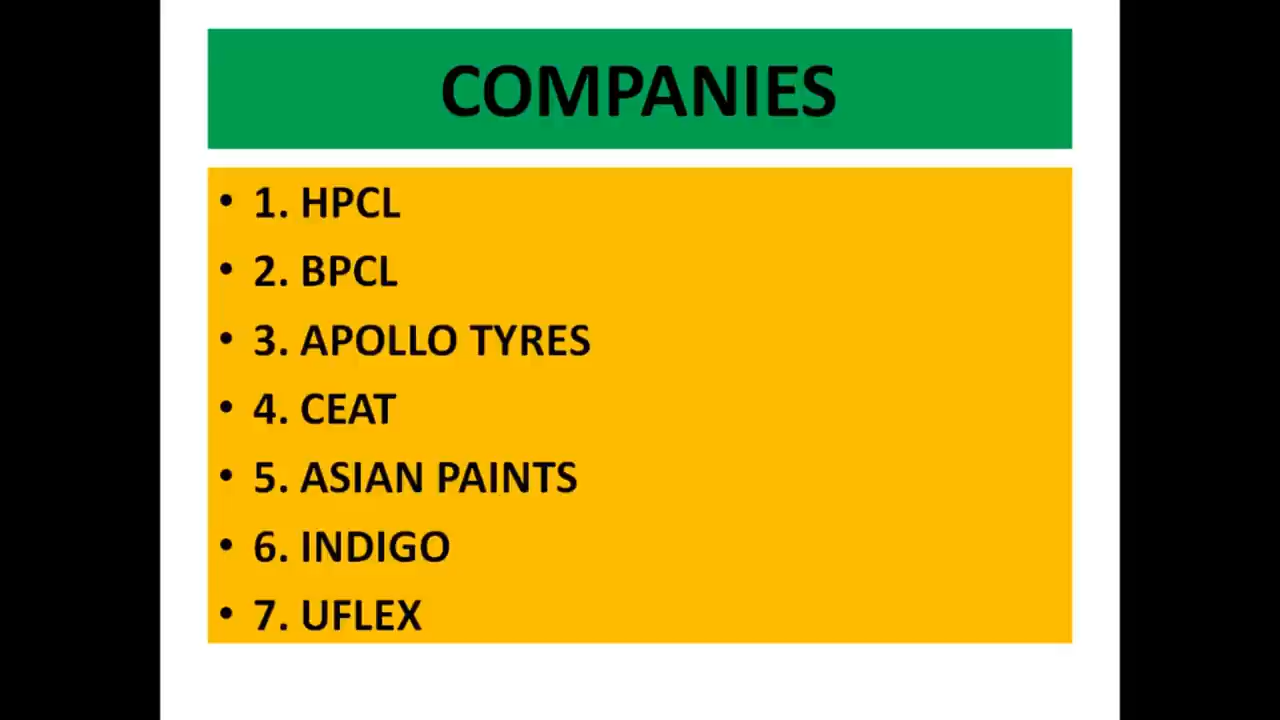 COMPANIES
• 1. HPCL
• 2. BPCL
• 3. APOLLO TYRES
• 4. CEAT
• 5. ASIAN PAINTS
• 6. INDIGO
• 7. UFLEX